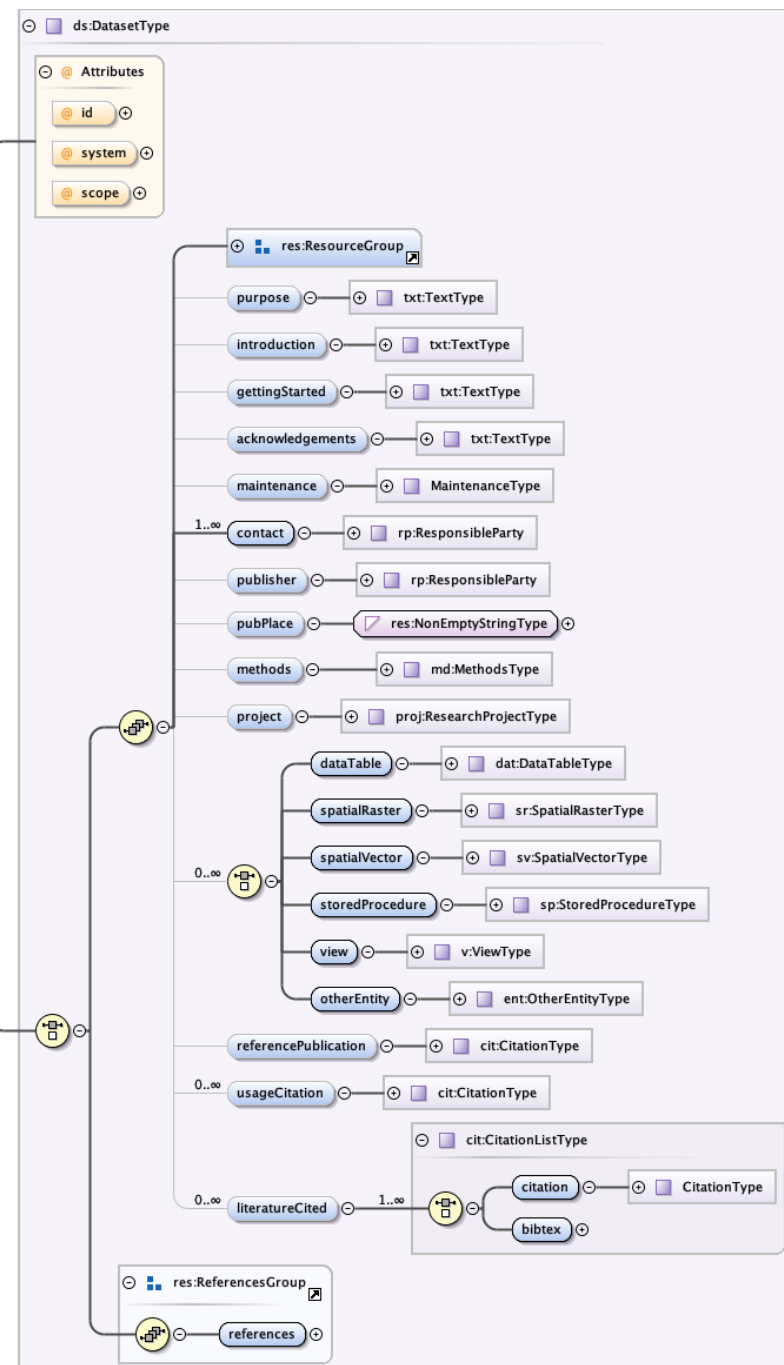 ds:DatasetType
@ Attributes
@ id
@ system
@ scope
res:ResourceGroup
purpose txt:TextType
introduction txt:TextType
gettingStarted txt:TextType
acknowledgements txt:TextType
maintenance MaintenanceType
1..∞ contact rp:ResponsibleParty
publisher rp:ResponsibleParty
pubPlace res:NonEmptyStringType
methods md:MethodsType
project proj:ResearchProjectType
dataTable dat:DataTableType
spatialRaster sr:SpatialRasterType
spatialVector sv:SpatialVectorType
0..∞
storedProcedure sp:StoredProcedureType
view v:ViewType
otherEntity ent:OtherEntityType
referencePublication cit:CitationType
0..∞ usageCitation cit:CitationType
cit:CitationListType
citation CitationType
0..∞ literatureCited 1..∞
bibtex
res:ReferencesGroup
references